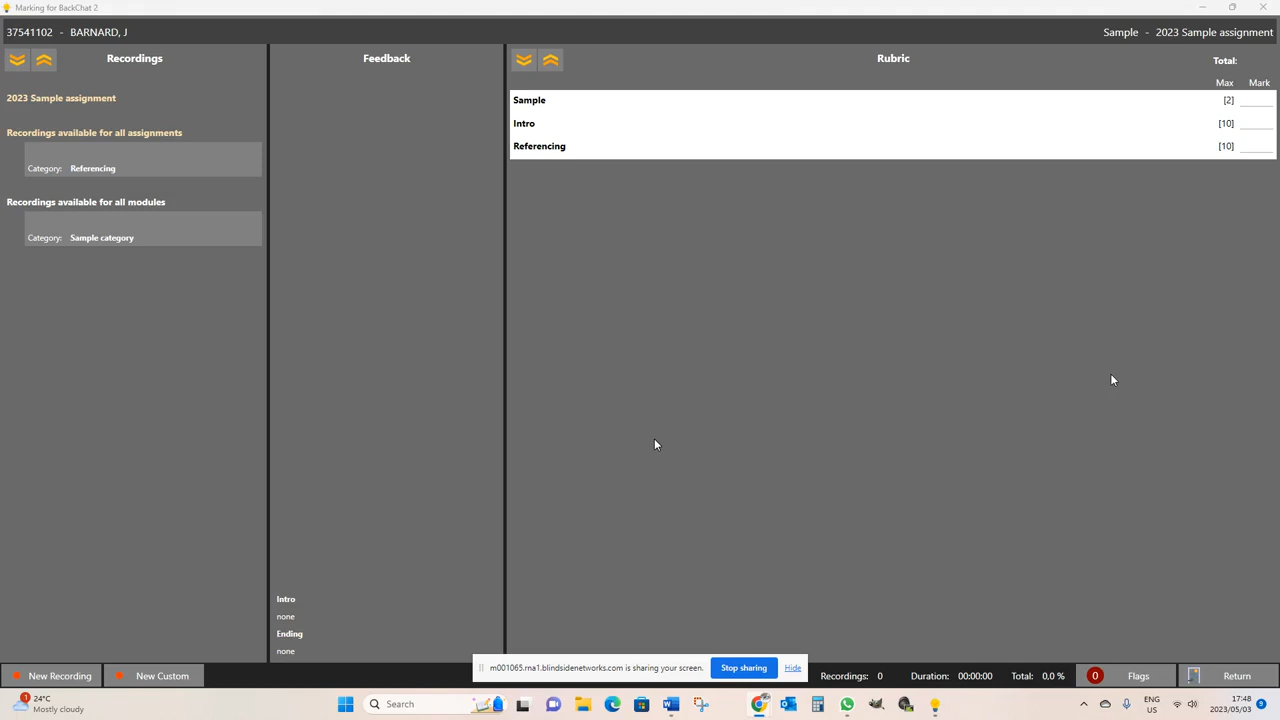 Marking for BackChat 2
37541102 - BARNARD, J
Sample - 2023 Sample assignment
Recordings
Feedback
Rubric
Total:
Max Mark
2023 Sample assignment
Recordings available for all assignments
Category: Referencing
Recordings available for all modules
Category: Sample category
Sample [2]
Intro [10]
Referencing [10]
Intro
none
Ending
none
m001065.rna1.blindsidenetworks.com is sharing your screen. Stop sharing Hide
New Recording New Custom Recordings: 0 Duration: 00:00:00 Total: 0,0 % 0 Flags Return
1
24°C
Mostly cloudy
Search
ENG
US
17:48
2023/05/03
9